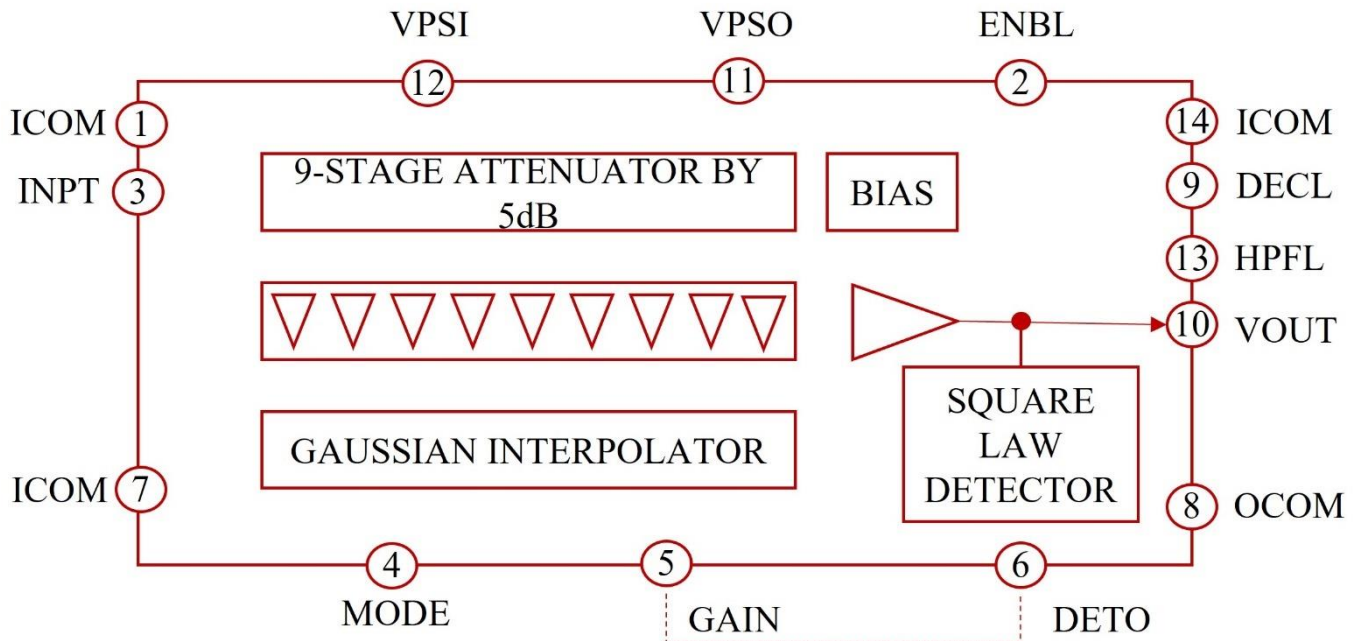 VPSI VPSO ENBL
12 11 2
ICOM 1 14 ICOM
INPT 3 9 DECL
9-STAGE ATTENUATOR BY
5dB
BIAS
13 HPFL
10 VOUT
SQUARE
LAW
DETECTOR
GAUSSIAN INTERPOLATOR
ICOM 7 8 OCOM
4 5 6
MODE GAIN DETO